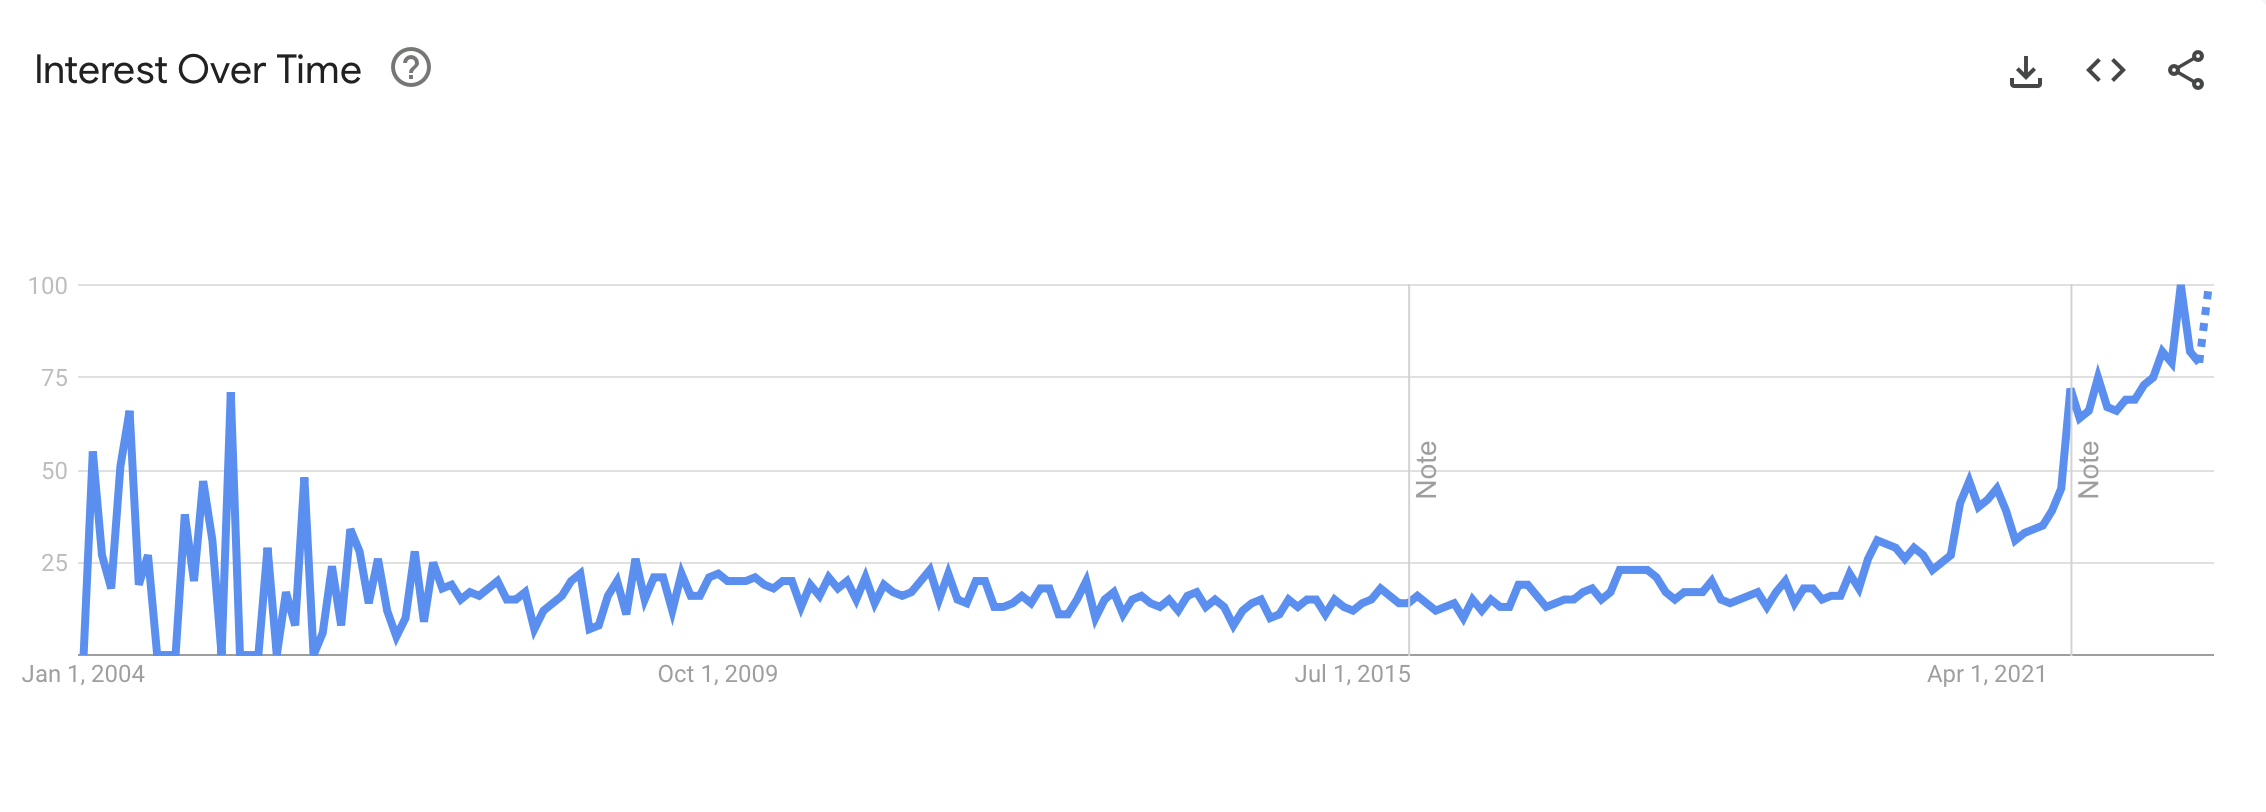 Interest Over Time
100
75
50
25
Note
Note
Jan 1, 2004
Oct 1, 2009
Jul 1, 2015
Apr 1, 2021